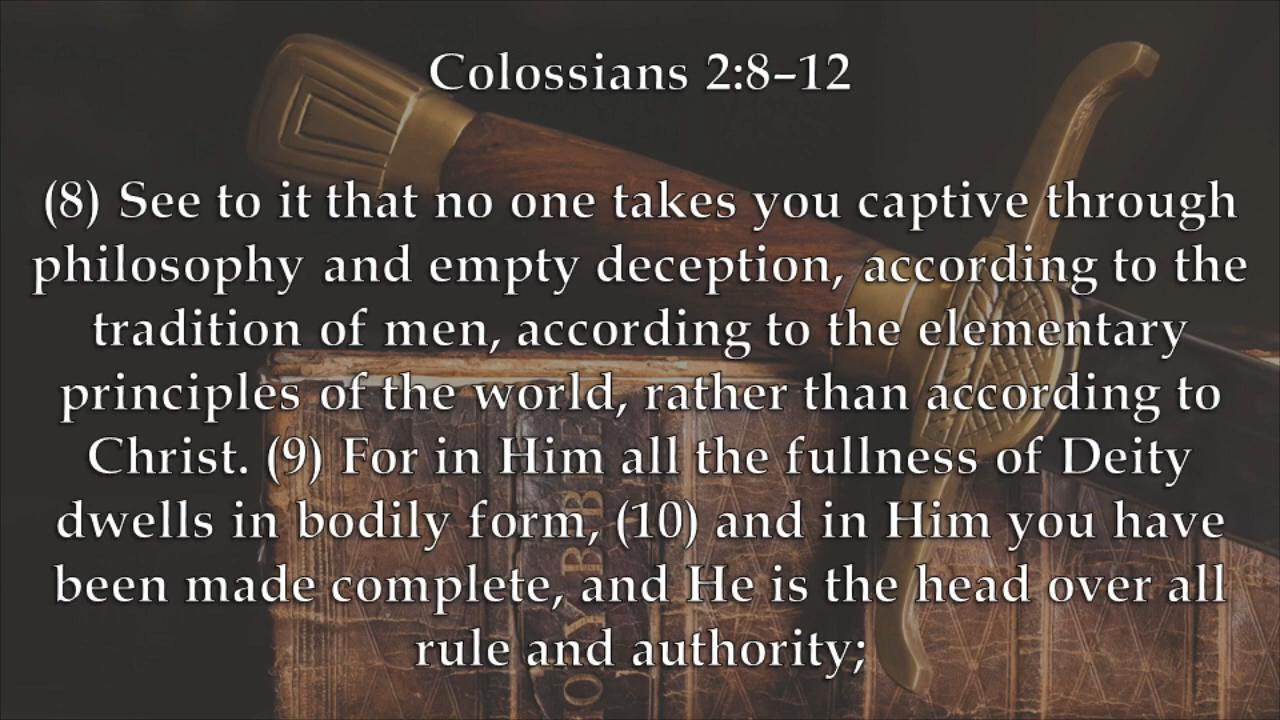 Colossians 2:8–12
(8) See to it that no one takes you captive through
philosophy and empty deception, according to the
tradition of men, according to the elementary
principles of the world, rather than according to
Christ. (9) For in Him all the fullness of Deity
dwells in bodily form, (10) and in Him you have
been made complete, and He is the head over all
rule and authority;
OLY BIBLE